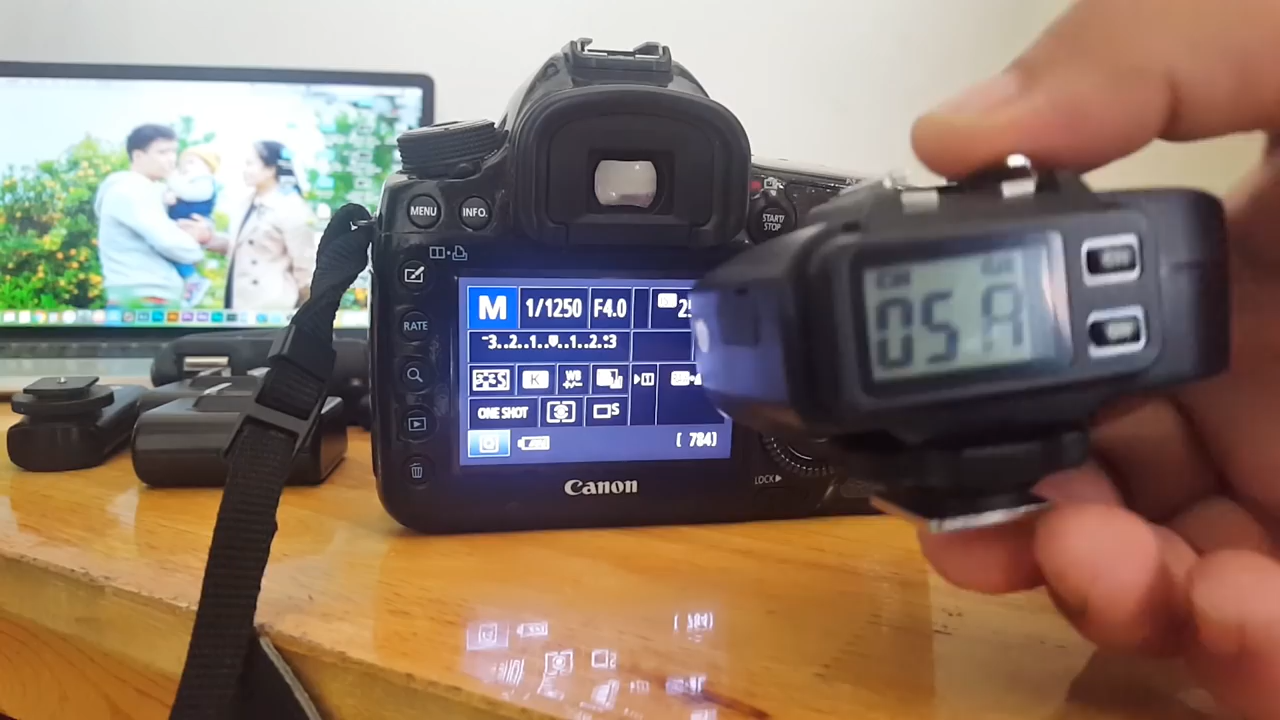 MENU INFO.
START/
STOP
RATE
M 1/1250 F4.0
-3..2..1..0..1..2.:3
S K WB
+/-
ONE SHOT S
[ 784]
LOCK▶
Canon
05 A